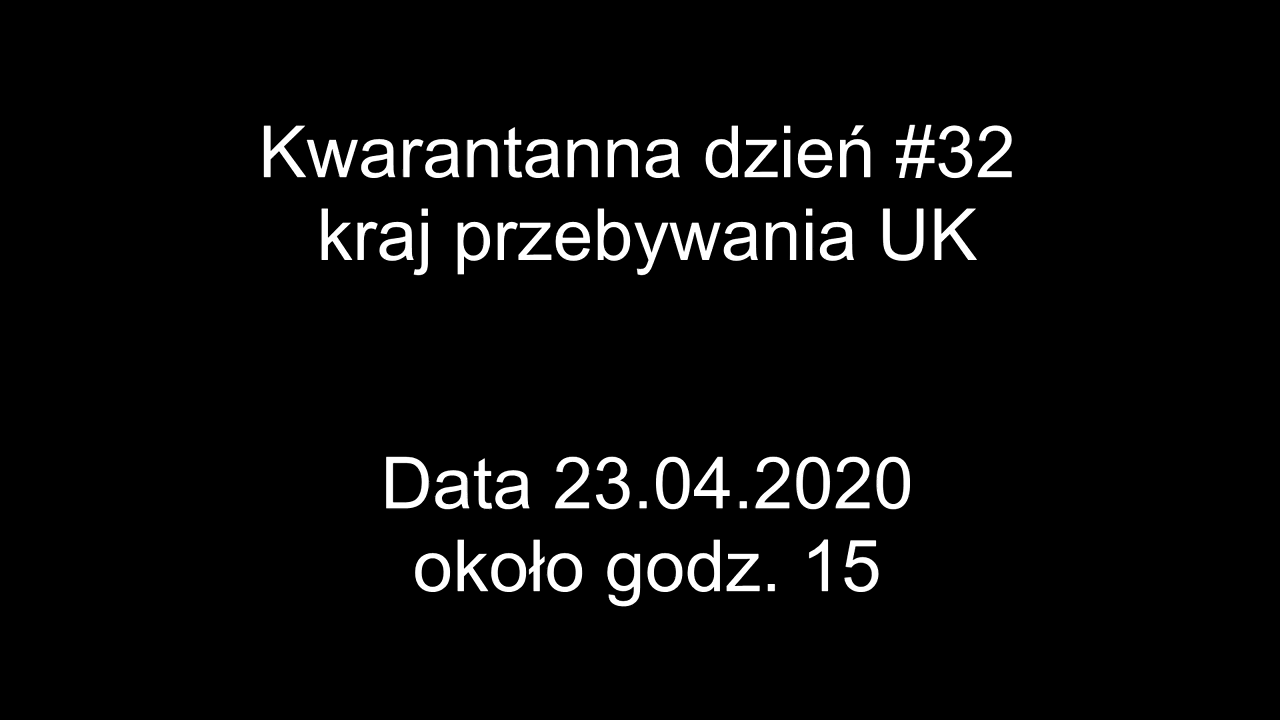 Kwarantanna dzień #32
kraj przebywania UK
Data 23.04.2020
około godz. 15